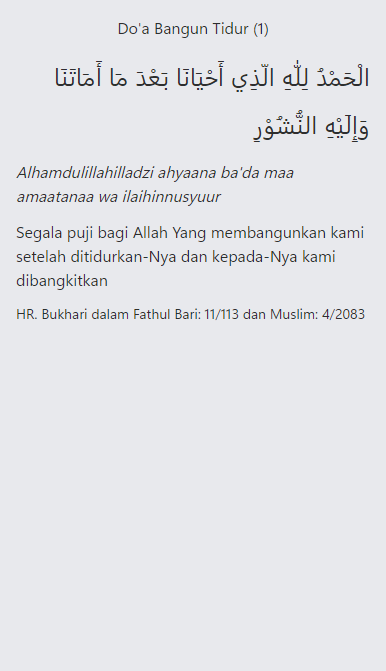 Do'a Bangun Tidur (1)
الْحَمْدُ لِلّٰهِ الَّذِي أَحْيَانَا بَعْدَ مَا أَمَاتَنَا
وَإِلَيْهِ النُّشُوْرِ
Alhamdulillahilladzi ahyaana ba'da maa
amaatanaa wa ilaihinnusyuur
Segala puji bagi Allah Yang membangunkan kami
setelah ditidurkan-Nya dan kepada-Nya kami
dibangkitkan
HR. Bukhari dalam Fathul Bari: 11/113 dan Muslim: 4/2083